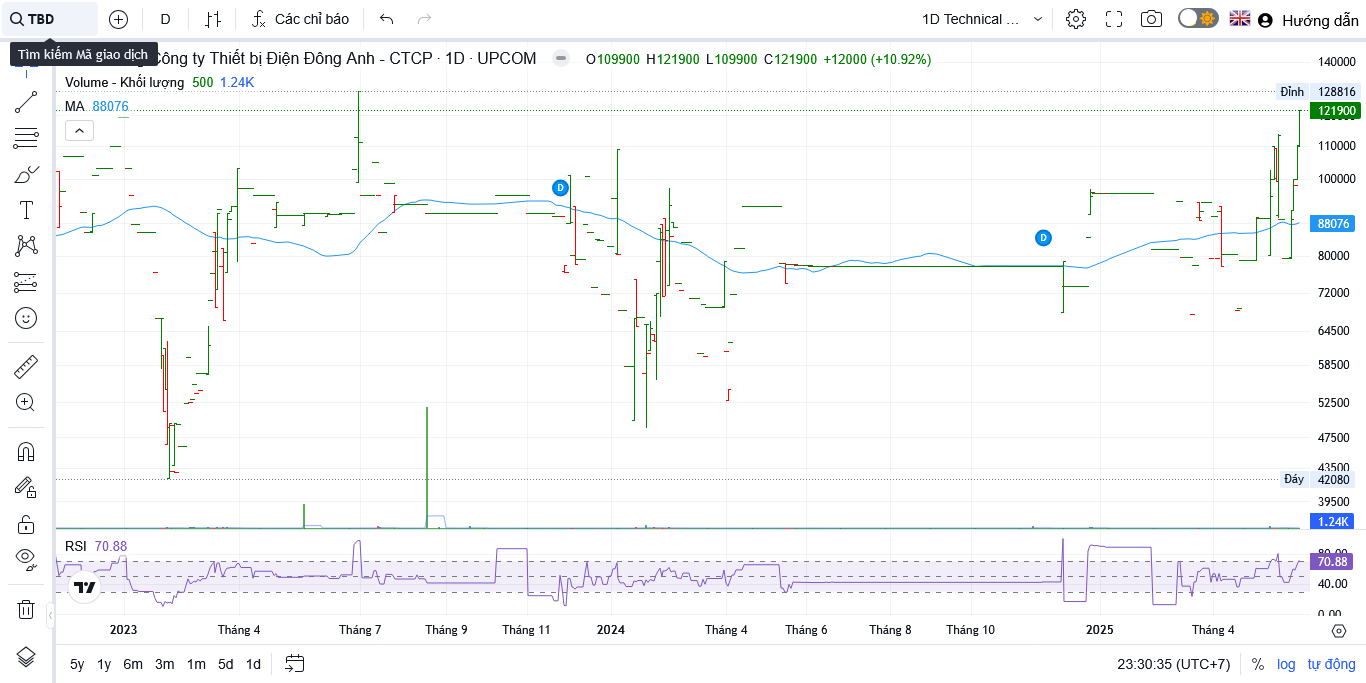 TBD
D
Các chỉ báo
1D Technical ...
Hướng dẫn
Tìm kiếm Mã giao dịch
Công ty Thiết bị Điện Đông Anh - CTCP · 1D · UPCOM
O109900 H121900 L109900 C121900 +12000 (+10.92%)
Volume - Khối lượng 500 1.24K
MA 88076
140000
Đỉnh 128816
121900
110000
100000
88076
80000
72000
64500
58500
52500
47500
43500
Đáy 42080
39500
1.24K
D
D
RSI 70.88
80.00
70.88
40.00
0.00
2023
Tháng 4
Tháng 7
Tháng 9
Tháng 11
2024
Tháng 4
Tháng 6
Tháng 8
Tháng 10
2025
Tháng 4
5y 1y 6m 3m 1m 5d 1d
23:30:35 (UTC+7)
% log tự động